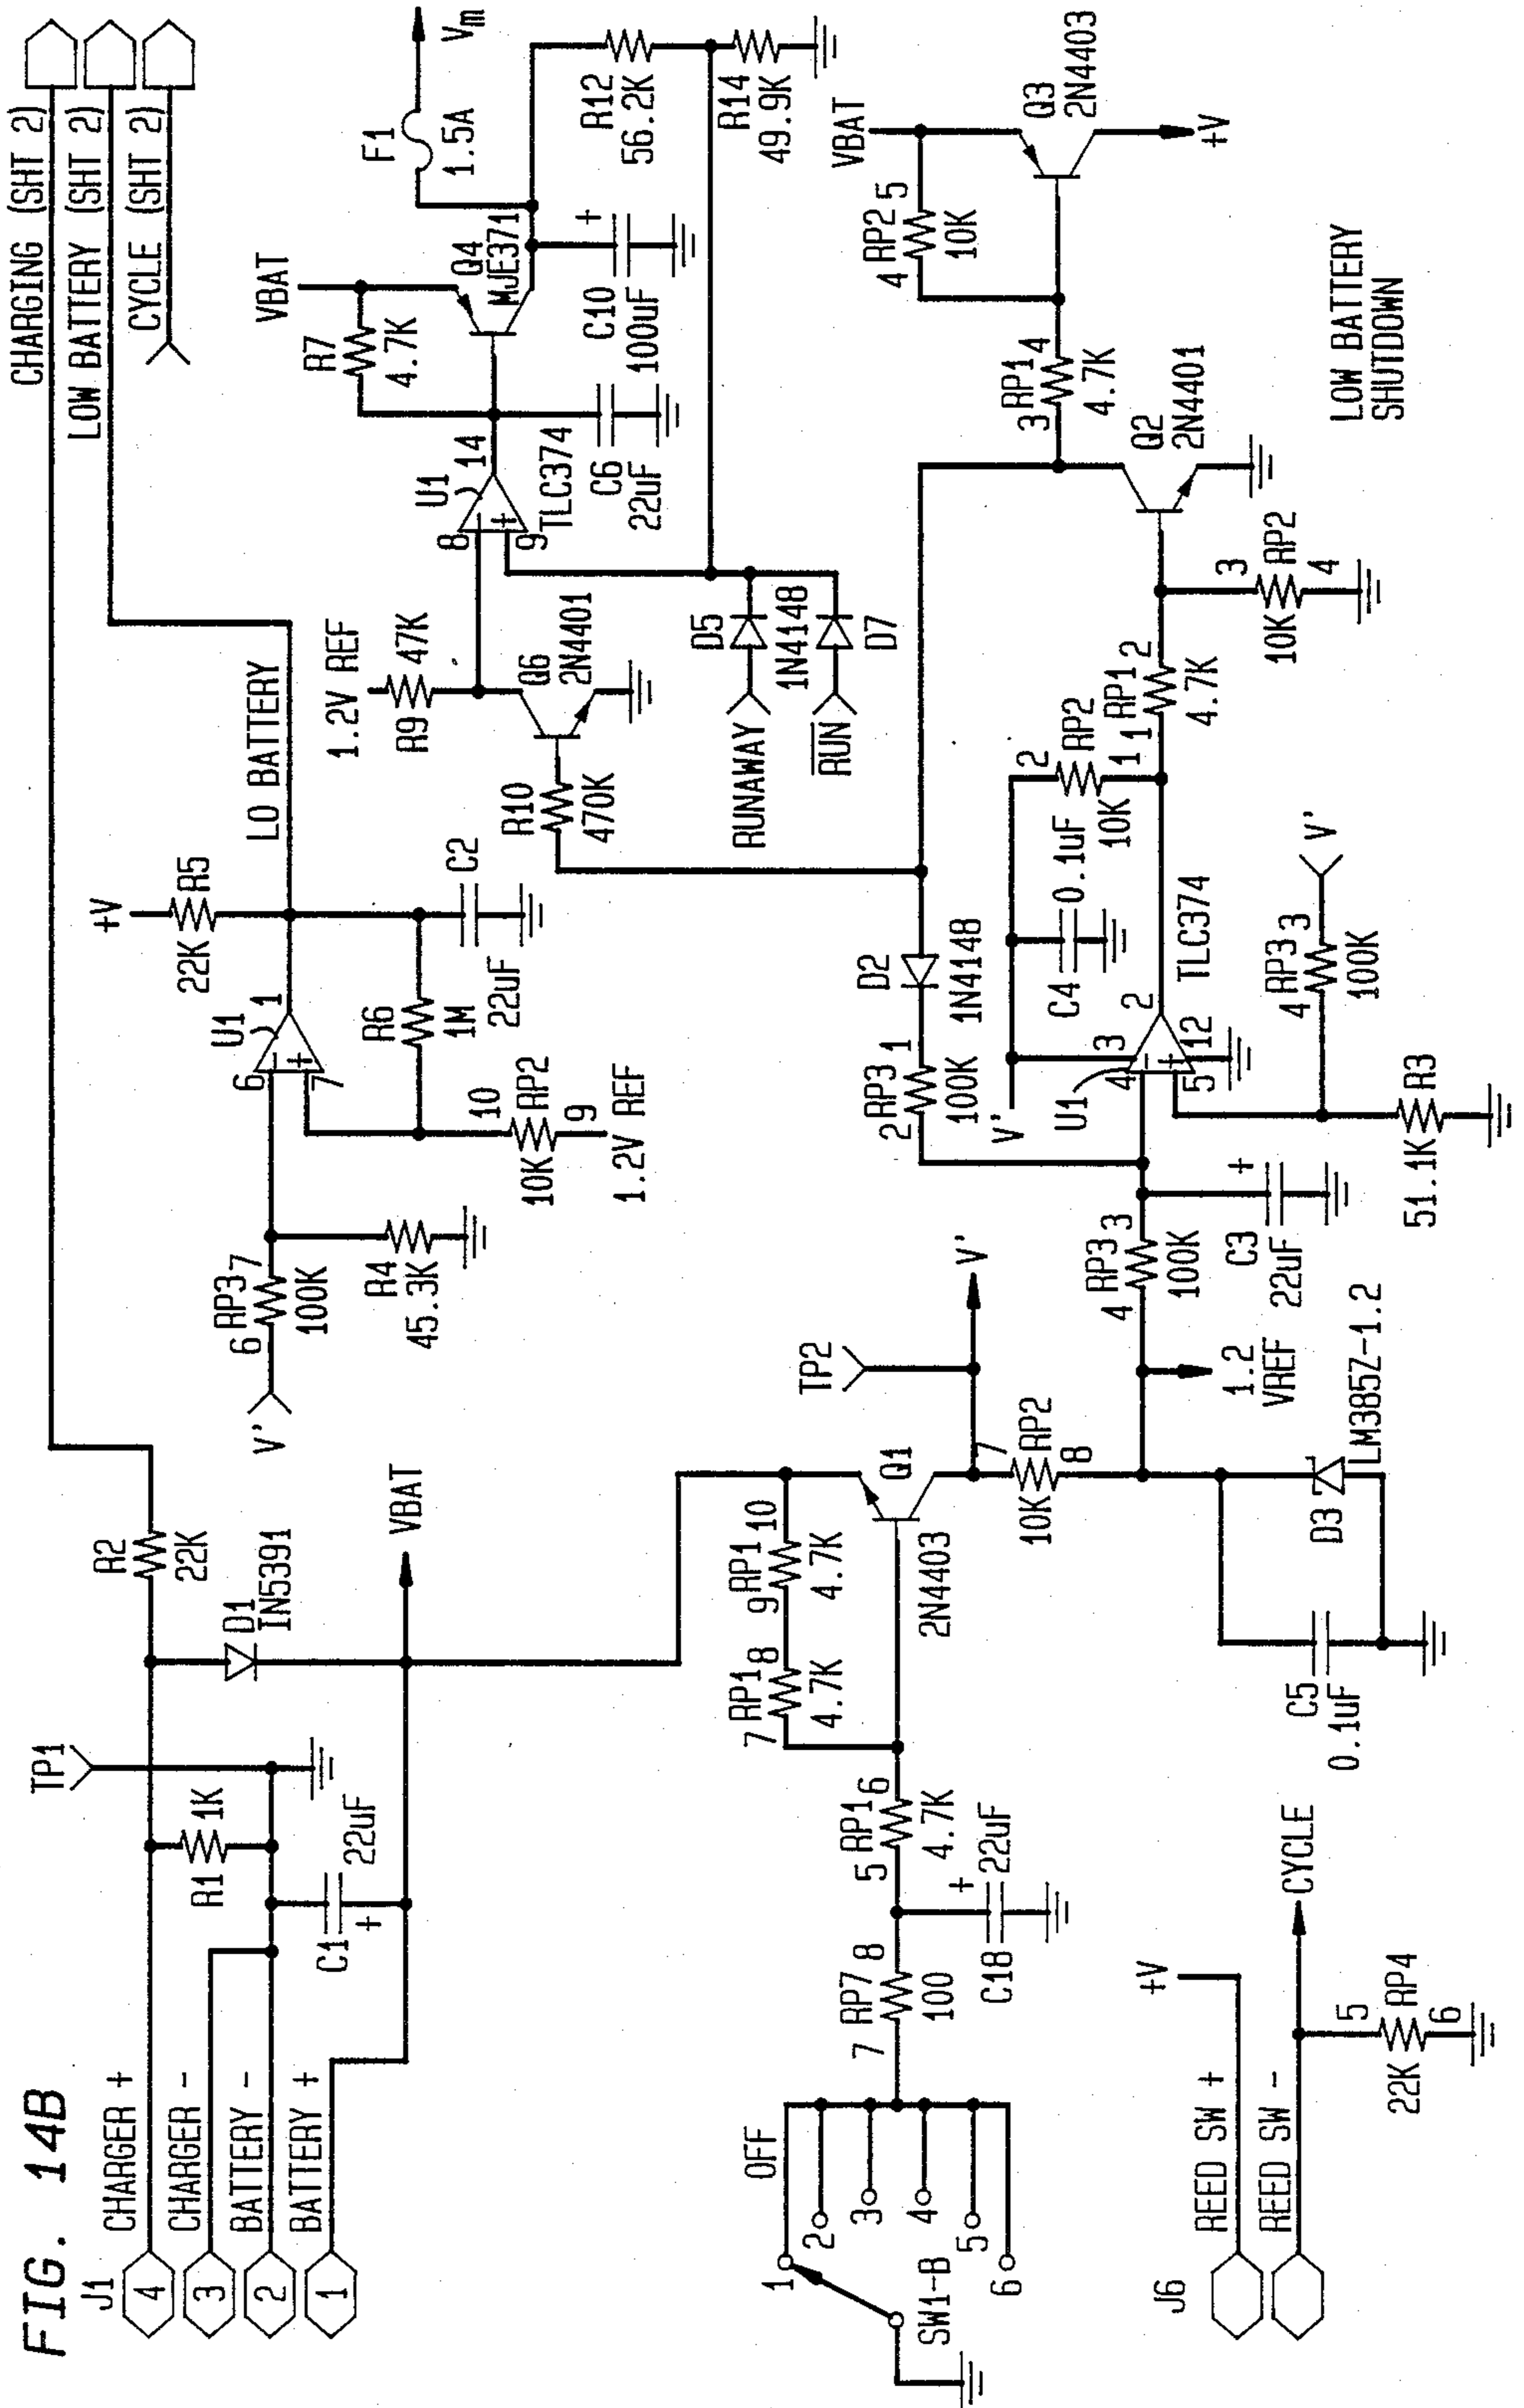 FIG. 14B
J1
4 CHARGER +
3 CHARGER -
2 BATTERY -
1 BATTERY +
TP1
R1 1K
C1 + 22uF
D1
IN5391
R2
22K
VBAT
CHARGING (SHT 2)
LOW BATTERY (SHT 2)
CYCLE (SHT 2)
V'
6 RP3 7
100K
R4
45.3K
6
7
U1
1
10
10K RP2
9
1.2V REF
R6
1M
+V
22K R5
C2
22uF
LO BATTERY
1.2V REF
R9 47K
Q6
2N4401
R10
470K
8
9
U1
14
TLC374
R7
4.7K
VBAT
Q4
MJE371
C6
22uF
C10 +
100uF
F1
1.5A
Vm
R12
56.2K
R14
49.9K
RUNAWAY
D5
1N4148
RUN
D7
SW1-B
OFF
1
2
3
4
5
6
7 RP7 8
100
C18 + 22uF
5 RP1 6
4.7K
7 RP1 8
4.7K
9 RP1 10
4.7K
Q1
2N4403
TP2
V'
7
10K RP2
8
C5
0.1uF
D3
LM385Z-1.2
1.2
VREF
4 RP3 3
100K
C3 +
22uF
2 RP3 1
100K
D2
1N4148
V'
U1
3
4
5
12
2
TLC374
C4
0.1uF
2
RP2
10K
1
51.1K R3
4 RP3 3
100K
V'
1 RP1 2
4.7K
3
10K RP2
4
Q2
2N4401
3 RP1 4
4.7K
4 RP2 5
10K
VBAT
Q3
2N4403
+V
LOW BATTERY
SHUTDOWN
J6
REED SW +
+V
REED SW -
CYCLE
5
22K RP4
6